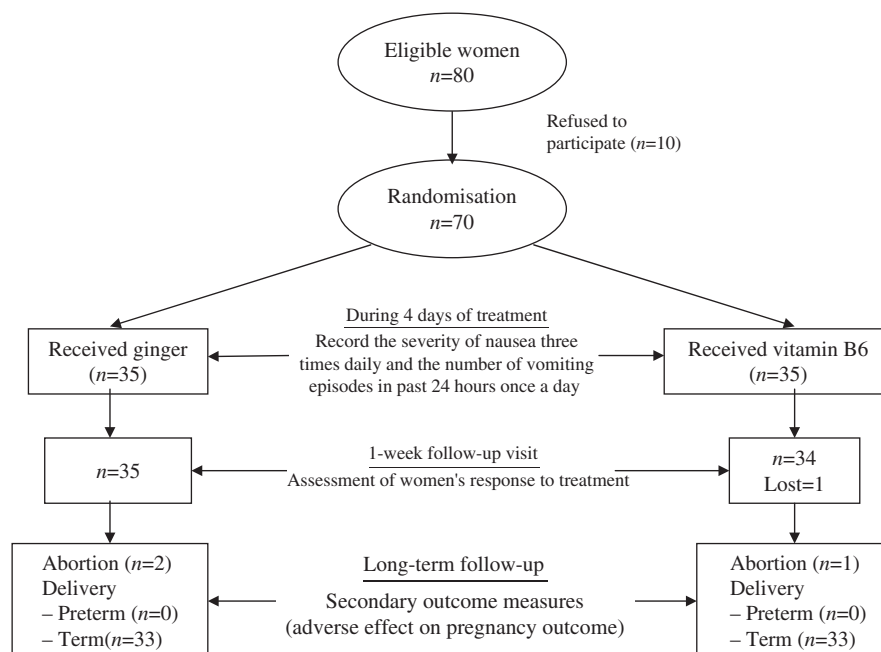 Eligible women
n=80
Refused to
participate (n=10)
Randomisation
n=70
During 4 days of treatment
Record the severity of nausea three
times daily and the number of vomiting
episodes in past 24 hours once a day
Received ginger
(n=35)
Received vitamin B6
(n=35)
n=35
1-week follow-up visit
Assessment of women's response to treatment
n=34
Lost=1
Abortion (n=2)
Delivery
– Preterm (n=0)
– Term(n=33)
Long-term follow-up
Secondary outcome measures
(adverse effect on pregnancy outcome)
Abortion (n=1)
Delivery
– Preterm (n=0)
– Term (n=33)